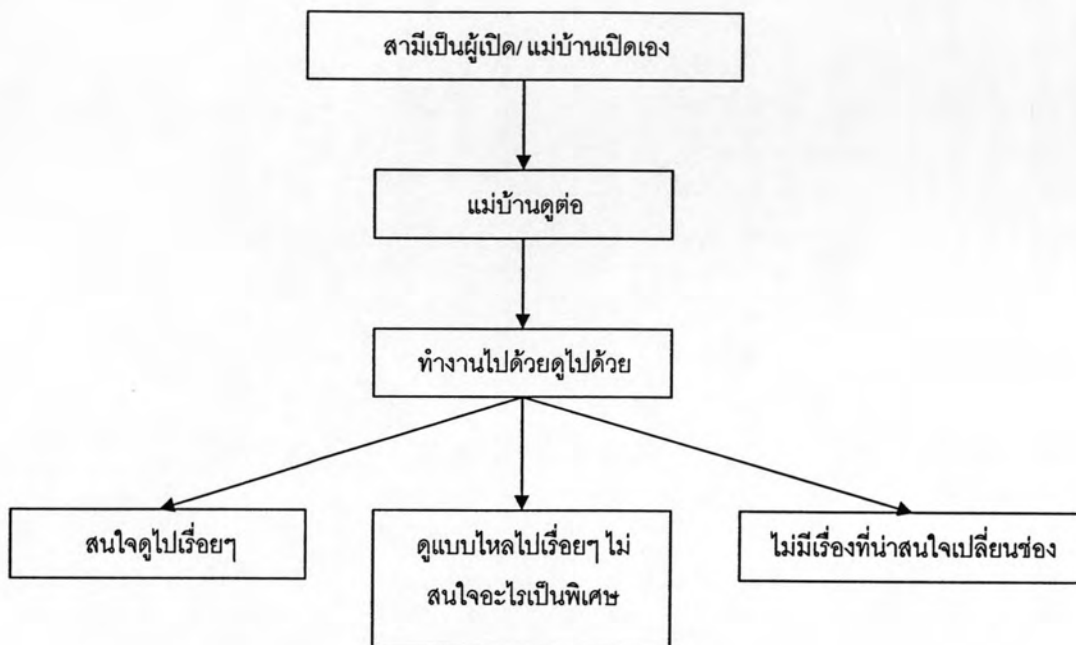 สามีเป็นผู้เปิด/ แม่บ้านเปิดเอง
แม่บ้านดูต่อ
ทำงานไปด้วยดูไปด้วย
สนใจดูไปเรื่อยๆ
ดูแบบไหลไปเรื่อยๆ ไม่
สนใจอะไรเป็นพิเศษ
ไม่มีเรื่องที่น่าสนใจเปลี่ยนช่อง